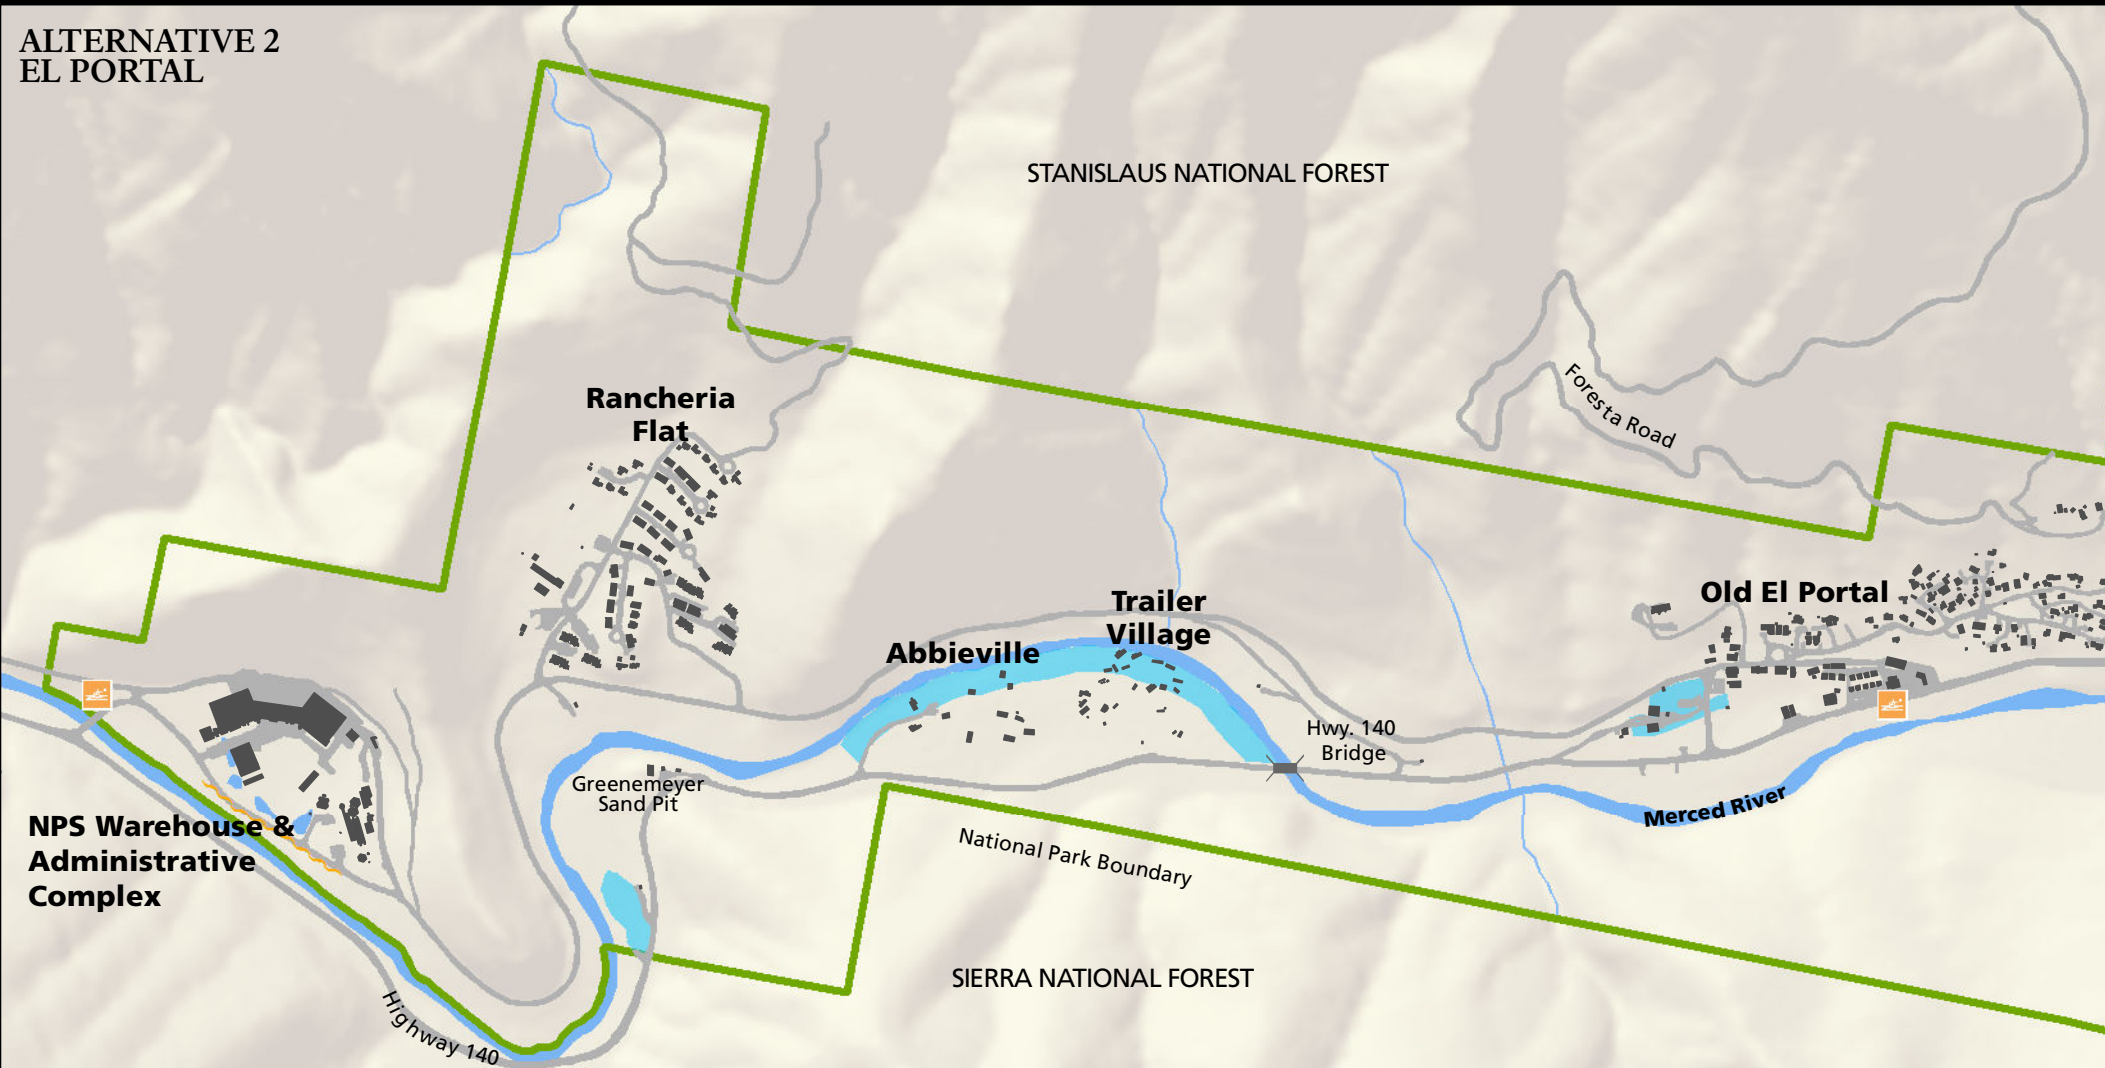 ALTERNATIVE 2
EL PORTAL
STANISLAUS NATIONAL FOREST
Foresta Road
Rancheria
Flat
Old El Portal
Trailer
Village
Abbieville
Hwy. 140
Bridge
Greenemeyer
Sand Pit
Merced River
NPS Warehouse &
Administrative
Complex
National Park Boundary
SIERRA NATIONAL FOREST
Highway 140